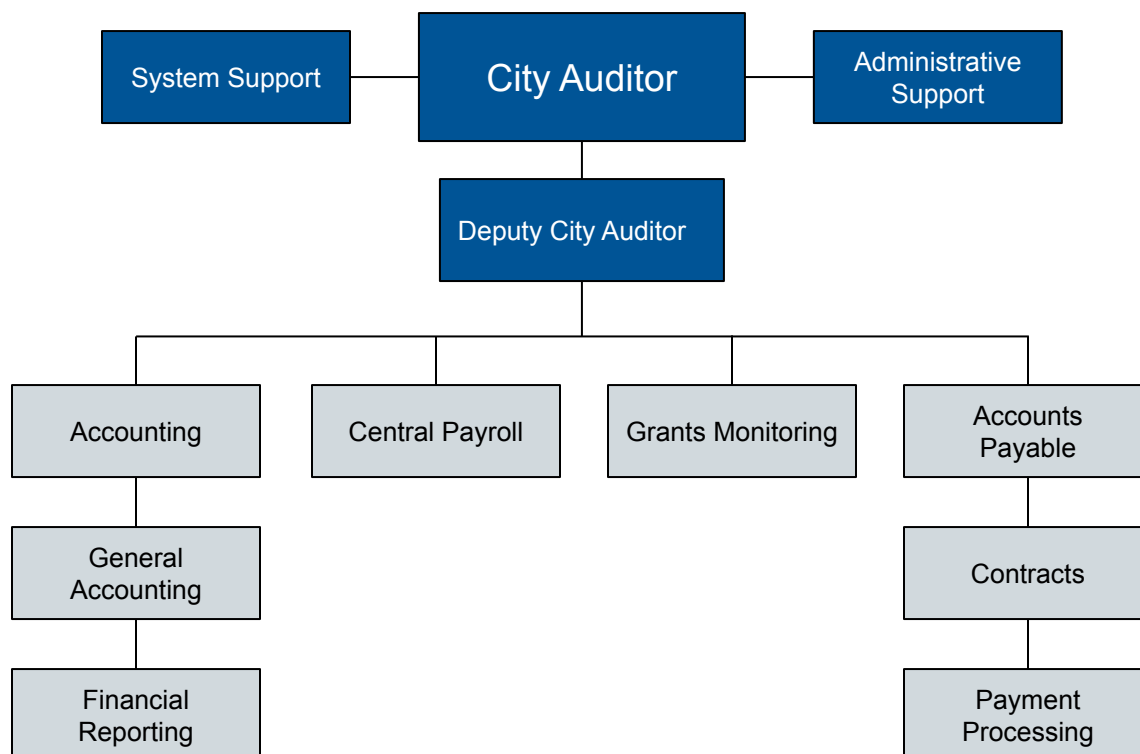 System Support
City Auditor
Administrative
Support
Deputy City Auditor
Accounting
Central Payroll
Grants Monitoring
Accounts
Payable
General
Accounting
Contracts
Financial
Reporting
Payment
Processing